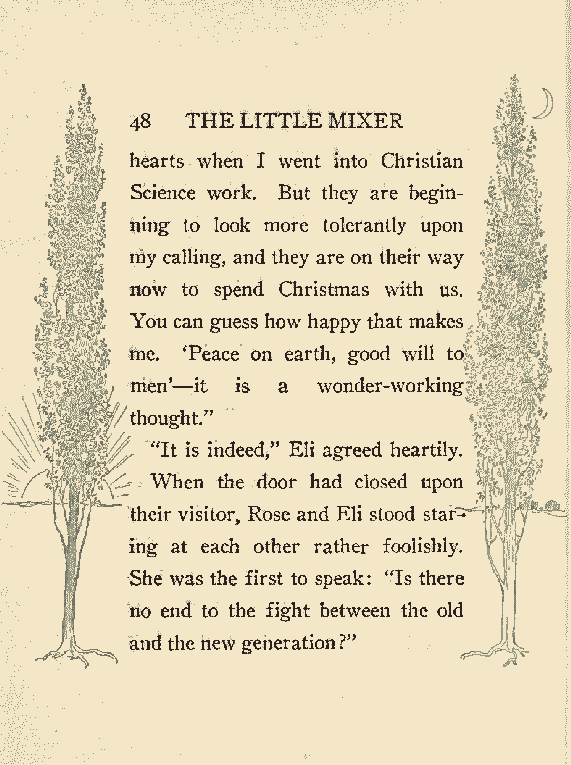 48 THE LITTLE MIXER
hearts when I went into Christian
Science work. But they are begin-
ning to look more tolerantly upon
my calling, and they are on their way
now to spend Christmas with us.
You can guess how happy that makes
me. ‘Peace on earth, good will to
men’—it is a wonder-working
thought.”
“It is indeed,” Eli agreed heartily.
When the door had closed upon
their visitor, Rose and Eli stood star-
ing at each other rather foolishly.
She was the first to speak: “Is there
no end to the fight between the old
and the new generation?”